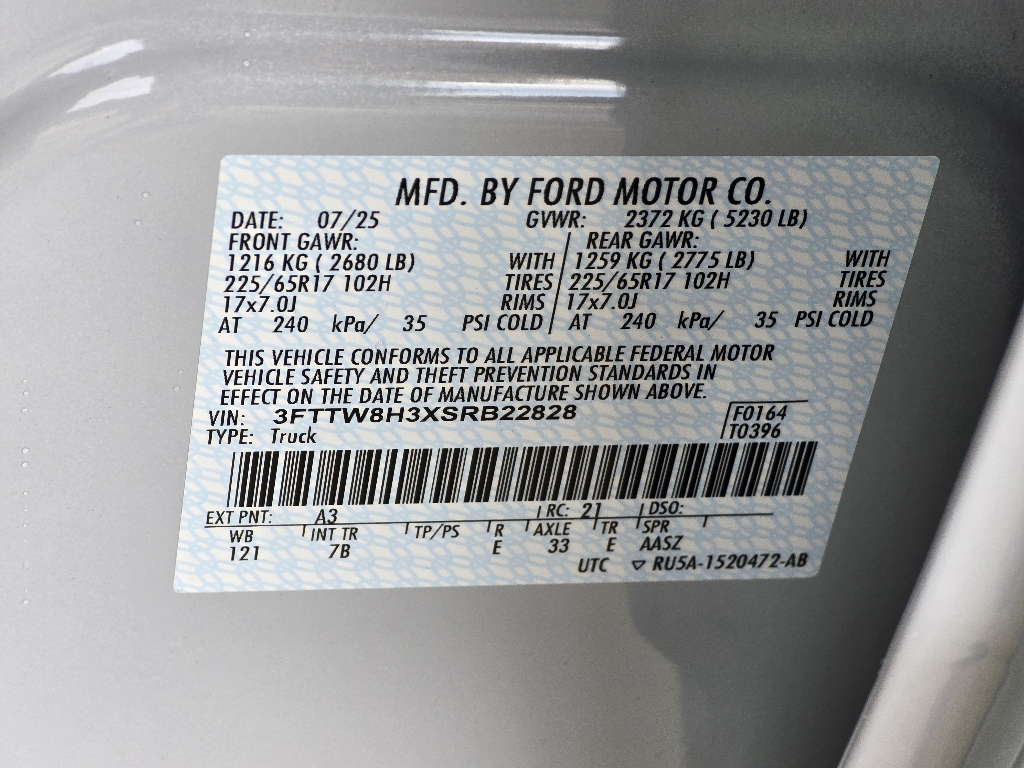 MFD. BY FORD MOTOR CO.
DATE: 07/25 GVWR: 2372 KG ( 5230 LB)
FRONT GAWR: REAR GAWR:
1216 KG ( 2680 LB) WITH 1259 KG ( 2775 LB) WITH
225/65R17 102H TIRES 225/65R17 102H TIRES
17x7.0J RIMS 17x7.0J RIMS
AT 240 kPa/ 35 PSI COLD AT 240 kPa/ 35 PSI COLD
THIS VEHICLE CONFORMS TO ALL APPLICABLE FEDERAL MOTOR
VEHICLE SAFETY AND THEFT PREVENTION STANDARDS IN
EFFECT ON THE DATE OF MANUFACTURE SHOWN ABOVE.
VIN: 3FTTW8H3XSRB22828 F0164
TYPE: Truck T0396
EXT PNT: A3 RC: 21 DSO:
WB INT TR TP/PS R AXLE TR SPR
121 7B E 33 E AASZ
UTC ▽ RU5A-1520472-AB